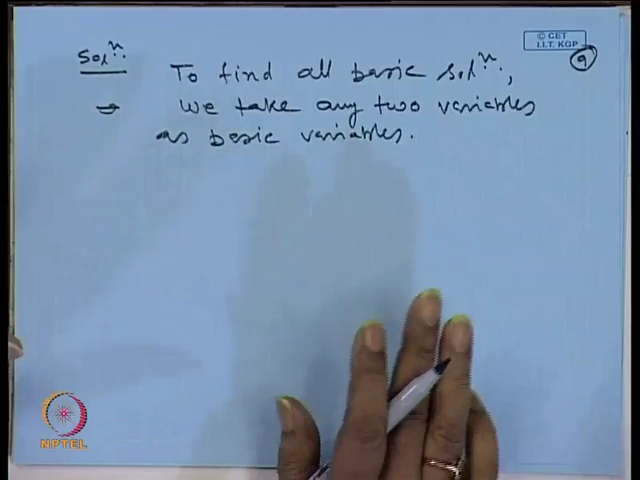 © CET
I.I.T. KGP
9
Solⁿ.
To find all basic solⁿ.,
→ We take any two variables
as basic variables.
NPTEL